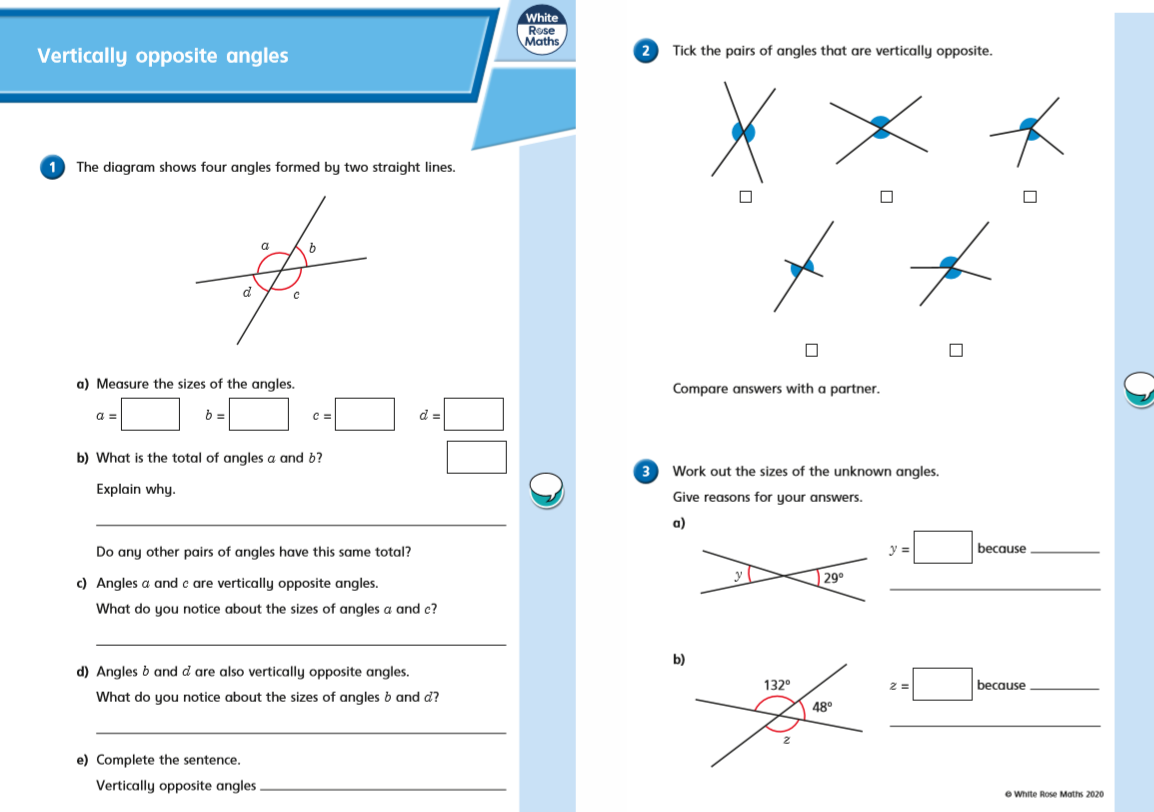 Vertically opposite angles
White
Rose
Maths
1 The diagram shows four angles formed by two straight lines.
a b
d c
a) Measure the sizes of the angles.
a = b = c = d =
b) What is the total of angles a and b?
Explain why.
Do any other pairs of angles have this same total?
c) Angles a and c are vertically opposite angles.
What do you notice about the sizes of angles a and c?
d) Angles b and d are also vertically opposite angles.
What do you notice about the sizes of angles b and d?
e) Complete the sentence.
Vertically opposite angles
2 Tick the pairs of angles that are vertically opposite.
Compare answers with a partner.
3 Work out the sizes of the unknown angles.
Give reasons for your answers.
a)
y 29°
y = because
b)
132°
48°
z
z = because
© White Rose Maths 2020